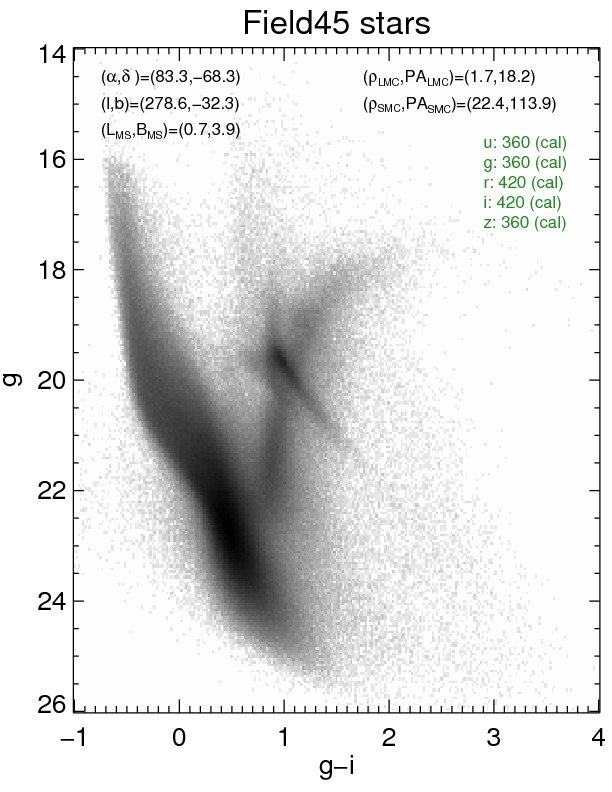 Field45 stars
(α,δ )=(83.3,−68.3)
(ρLMC,PALMC)=(1.7,18.2)
(l,b)=(278.6,−32.3)
(ρSMC,PASMC)=(22.4,113.9)
(LMS,BMS)=(0.7,3.9)
u: 360 (cal)
g: 360 (cal)
r: 420 (cal)
i: 420 (cal)
z: 360 (cal)
14
16
18
20
22
24
26
g
−1 0 1 2 3 4
g−i